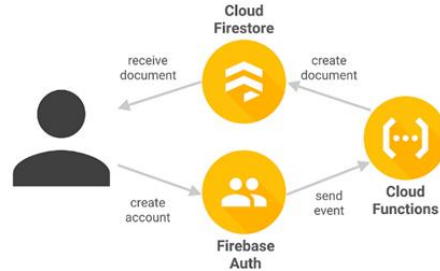 Cloud
Firestore
receive
document
create
document
Cloud
Functions
create
account
send
event
Firebase
Auth